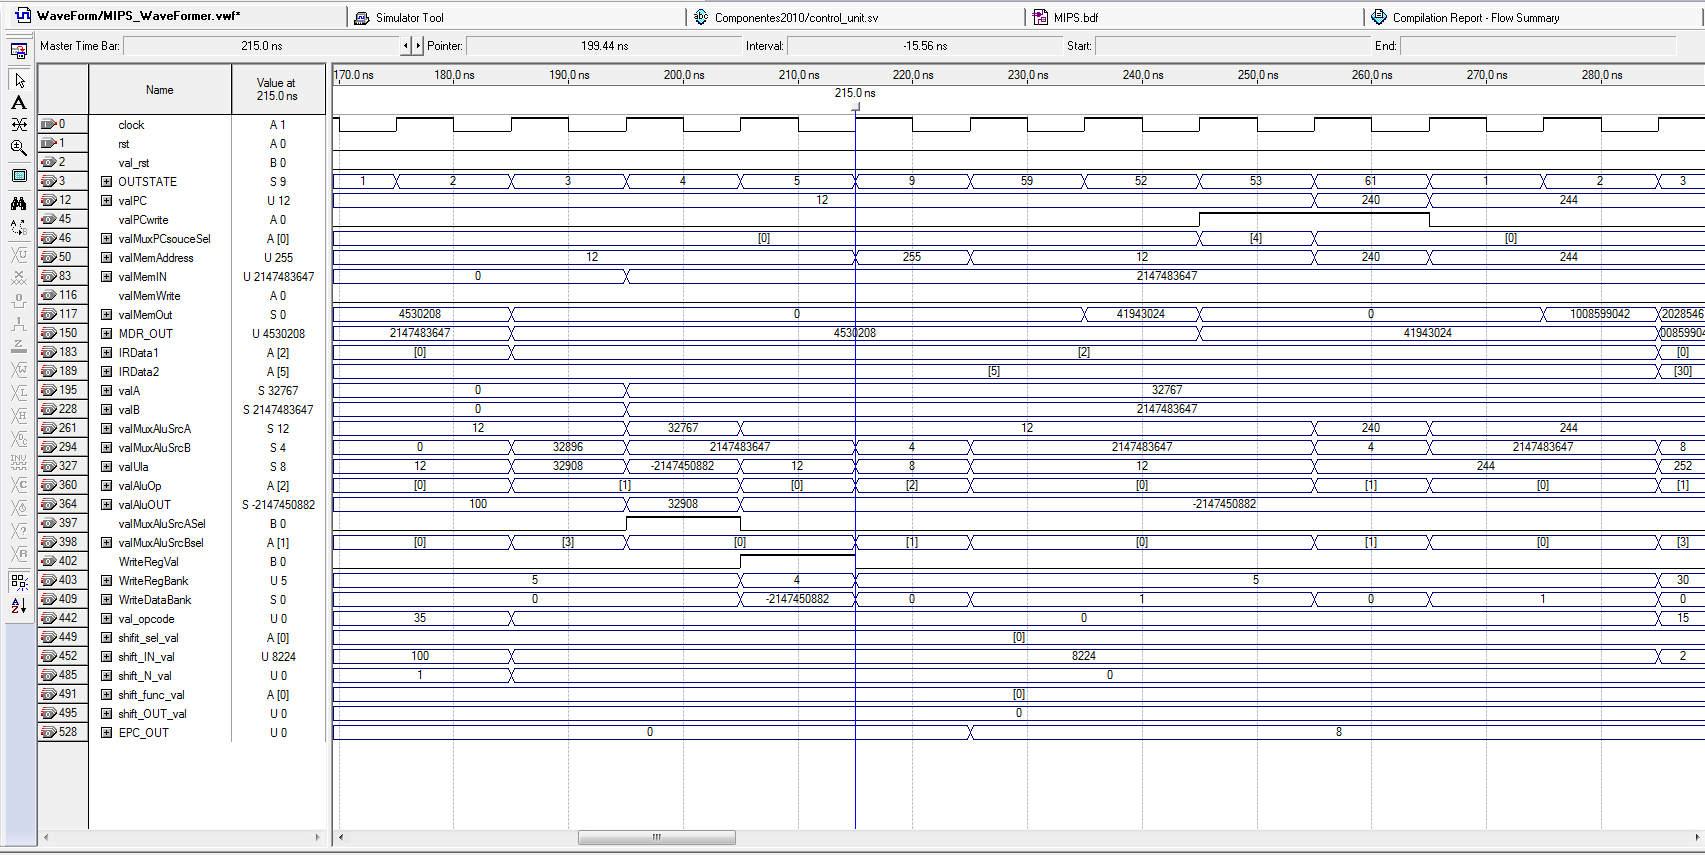 WaveForm/MIPS_WaveFormer.vwf* Simulator Tool Componentes2010/control_unit.sv MIPS.bdf Compilation Report - Flow Summary
Master Time Bar: 215.0 ns Pointer: 199.44 ns Interval: -15.56 ns Start: End:
Name Value at 215.0 ns 170.0 ns 180.0 ns 190.0 ns 200.0 ns 210.0 ns 220.0 ns 230.0 ns 240.0 ns 250.0 ns 260.0 ns 270.0 ns 280.0 ns
215.0 ns
0 clock A 1
1 rst A 0
2 val_rst B 0
3 OUTSTATE S 9 1 2 3 4 5 9 59 52 53 61 1 2 3
12 valPC U 12 12 240 244
45 valPCwrite A 0
46 valMuxPCsouceSel A [0] [0] [4] [0]
50 valMemAddress U 255 12 255 12 240 244
83 valMemIN U 2147483647 0 2147483647
116 valMemWrite A 0
117 valMemOut S 0 4530208 0 41943024 0 1008599042 2028546
150 MDR_OUT U 4530208 2147483647 4530208 41943024 00859904
183 IRData1 A [2] [0] [2] [0]
189 IRData2 A [5] [5] [30]
195 valA S 32767 0 32767
228 valB S 2147483647 0 2147483647
261 valMuxAluSrcA S 12 12 32767 12 240 244
294 valMuxAluSrcB S 4 0 32896 2147483647 4 2147483647 4 2147483647 8
327 valUla S 8 12 32908 -2147450882 12 8 12 244 252
360 valAluOp A [2] [0] [1] [0] [2] [0] [1] [0] [1]
364 valAluOUT S -2147450882 100 32908 -2147450882
397 valMuxAluSrcASel B 0
398 valMuxAluSrcBsel A [1] [0] [3] [0] [1] [0] [1] [0] [3]
402 WriteRegVal B 0
403 WriteRegBank U 5 5 4 5 30
409 WriteDataBank S 0 0 -2147450882 0 1 0 1 0
442 val_opcode U 0 35 0 15
449 shifit_sel_val A [0] [0]
452 shift_IN_val U 8224 100 8224 2
485 shift_N_val U 0 1 0
491 shift_func_val A [0] [0]
495 shift_OUT_val U 0 0
528 EPC_OUT U 0 0 8